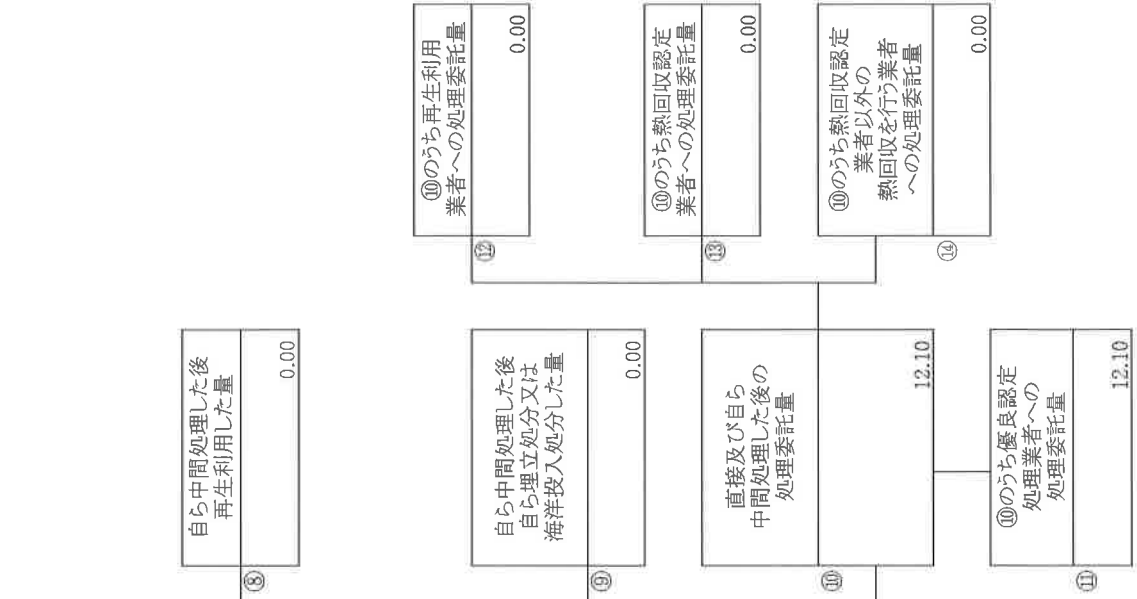 ⑧
自ら中間処理した後
再生利用した量
0.00
⑨
自ら中間処理した後
自ら埋立処分又は
海洋投入処分した量
0.00
⑩
直接及び自ら
中間処理した後の
処理委託量
12.10
⑪
⑩のうち優良認定
処理業者への
処理委託量
12.10
⑫
⑩のうち再生利用
業者への処理委託量
0.00
⑬
⑩のうち熱回収認定
業者への処理委託量
0.00
⑭
⑩のうち熱回収認定
業者以外の
熱回収を行う業者
への処理委託量
0.00